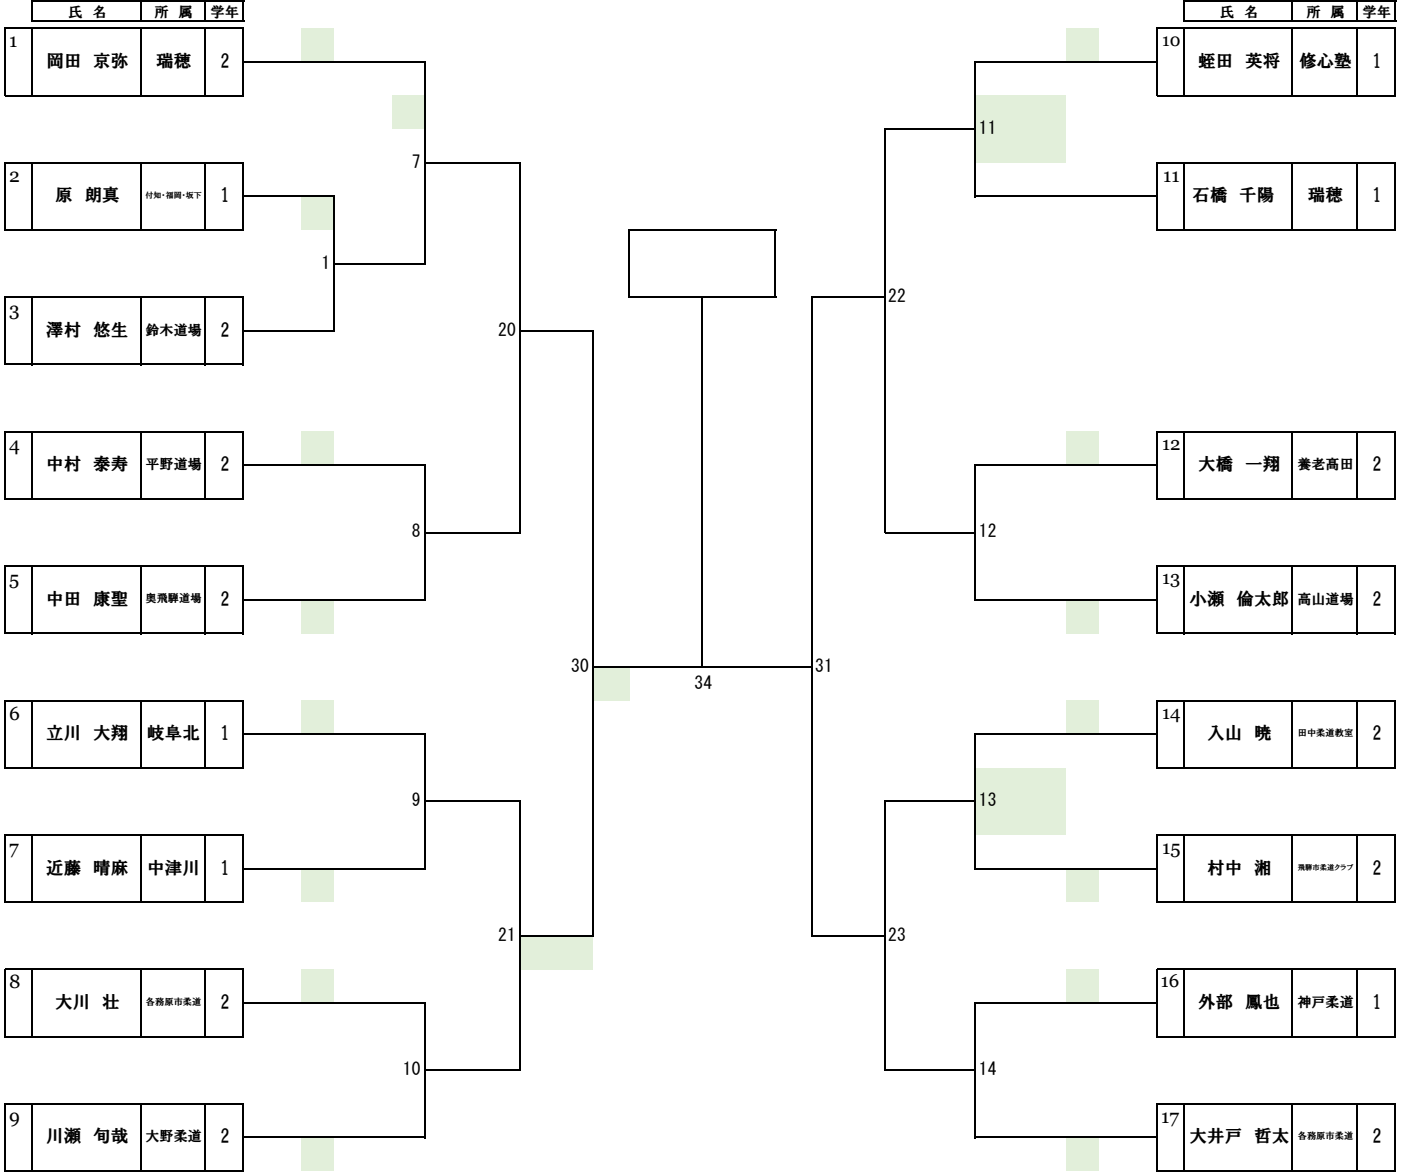 氏 名 所 属 学年
1 岡田 京弥 瑞穂 2
2 原 朗真 付知・福岡・坂下 1
3 澤村 悠生 鈴木道場 2
4 中村 泰寿 平野道場 2
5 中田 康聖 奥飛騨道場 2
6 立川 大翔 岐阜北 1
7 近藤 晴麻 中津川 1
8 大川 壮 各務原市柔道 2
9 川瀬 旬哉 大野柔道 2
1
7
8
9
10
20
21
30
34
31
22
23
11
12
13
14
氏 名 所 属 学年
10 蛭田 英将 修心塾 1
11 石橋 千陽 瑞穂 1
12 大橋 一翔 養老髙田 2
13 小瀬 倫太郎 高山道場 2
14 入山 暁 田中柔道教室 2
15 村中 湘 飛騨市柔道クラブ 2
16 外部 鳳也 神戸柔道 1
17 大井戸 哲太 各務原市柔道 2